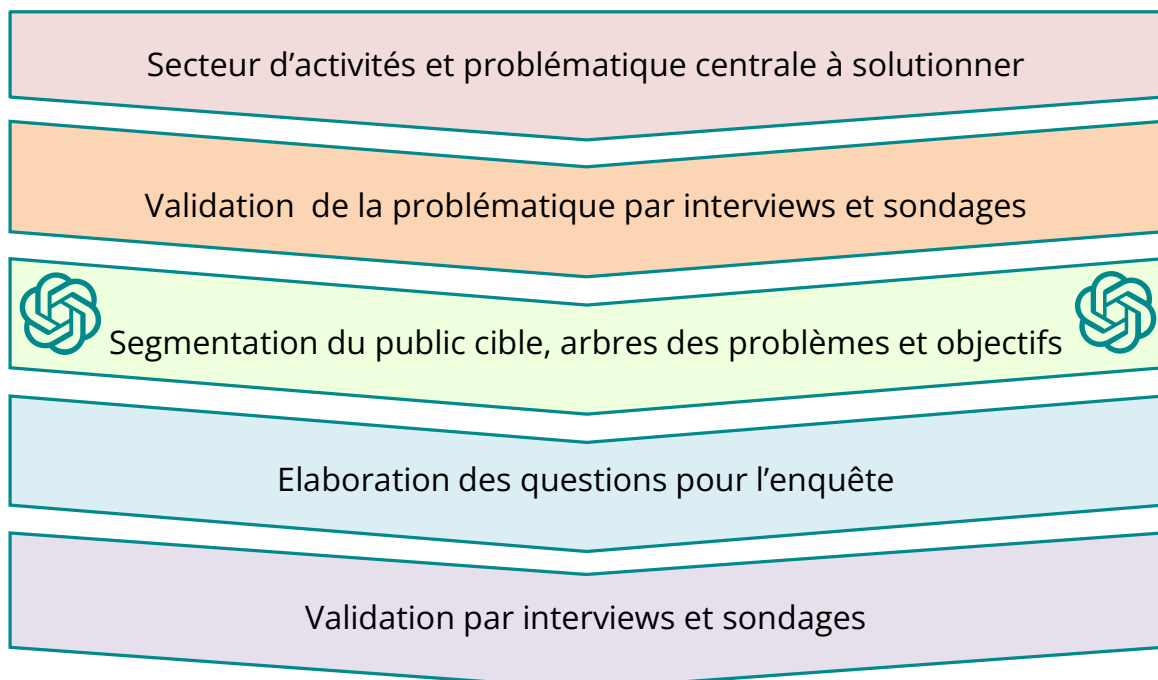 Secteur d’activités et problématique centrale à solutionner
Validation de la problématique par interviews et sondages
Segmentation du public cible, arbres des problèmes et objectifs
Elaboration des questions pour l’enquête
Validation par interviews et sondages